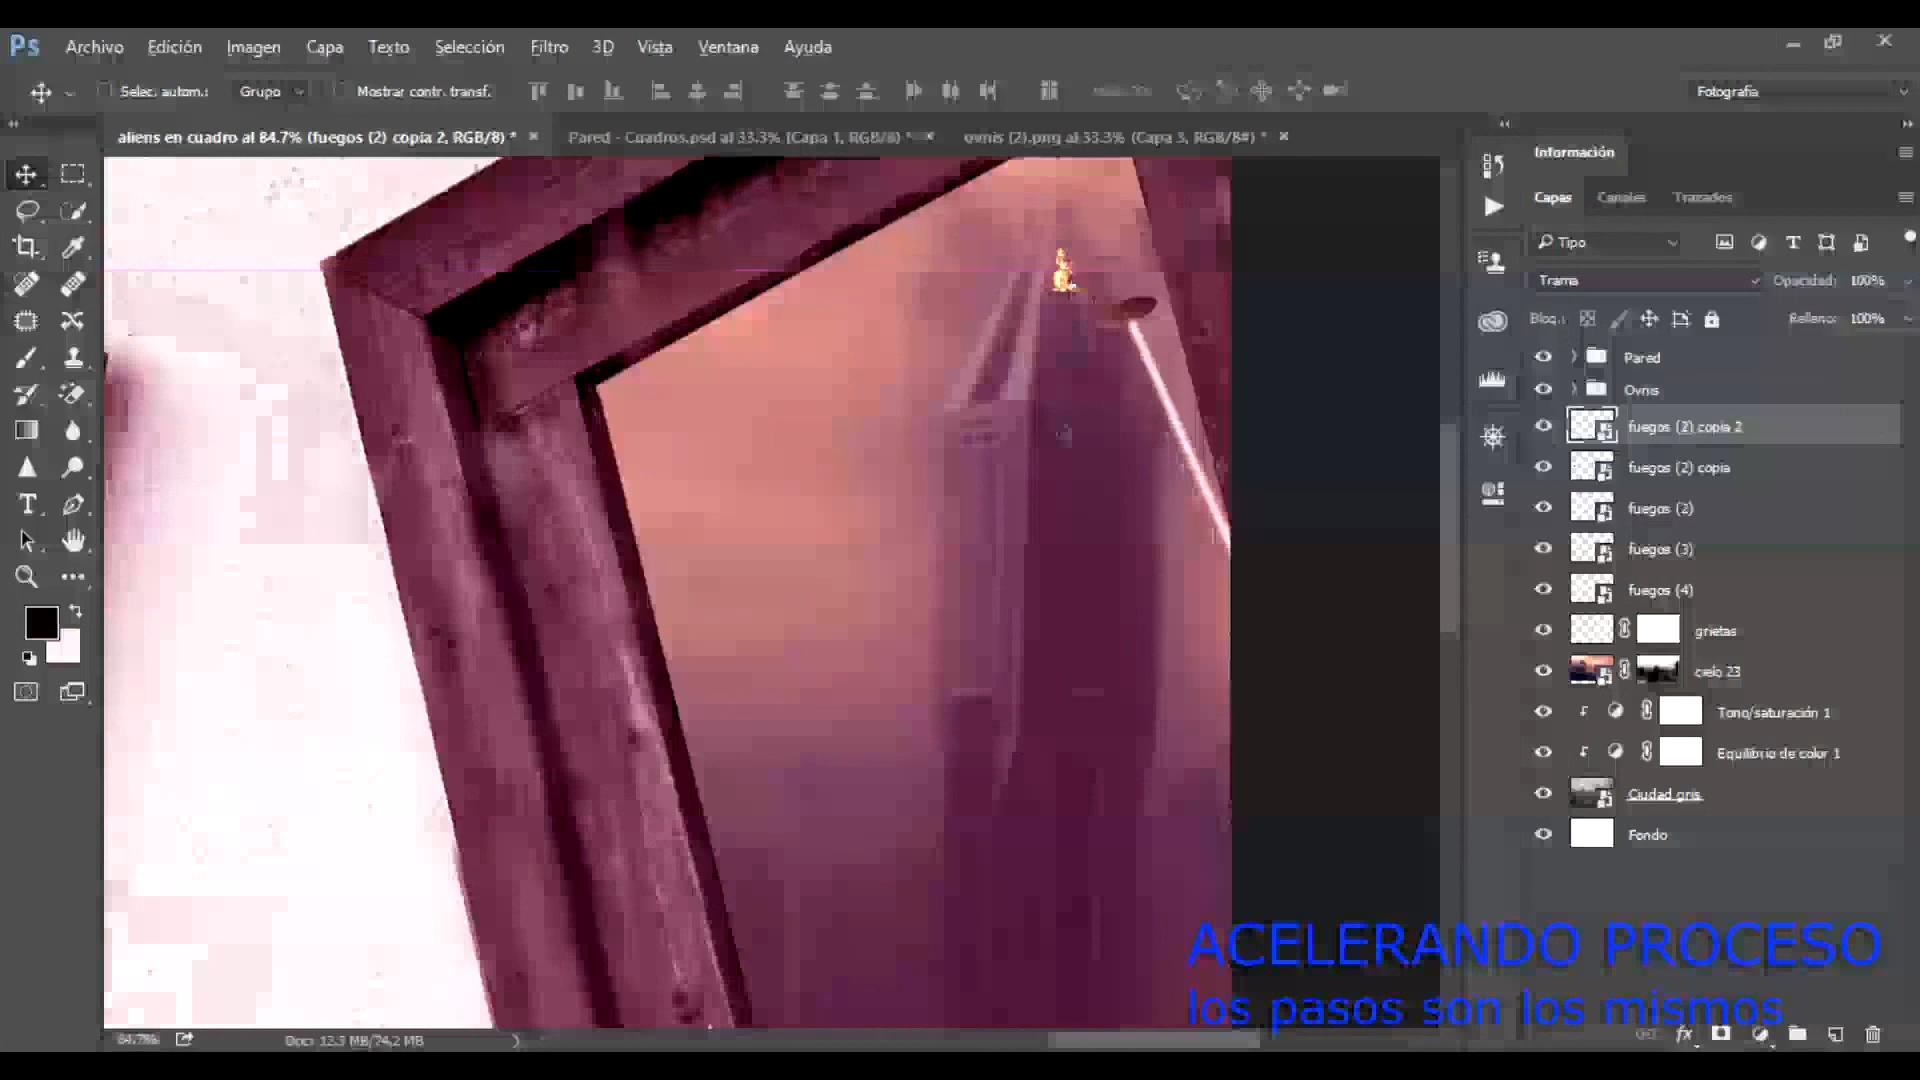 Ps Archivo Edición Imagen Capa Texto Selección Filtro 3D Vista Ventana Ayuda
Selec. autom.: Grupo Mostrar contr. transf. Fotografía
aliens en cuadro al 84.7% (fuegos (2) copia 2, RGB/8) * Pared - Cuadros.psd al 33.3% (Capa 1, RGB/8) * ovnis (2).png al 33.3% (Capa 3, RGB/8#) *
Información
Capas Canales Trazados
Tipo
Trama Opacidad: 100%
Bloq.: Relleno: 100%
Pared
Ovnis
fuegos (2) copia 2
fuegos (2) copia
fuegos (2)
fuegos (3)
fuegos (4)
grietas
cielo 23
Tono/saturación 1
Equilibrio de color 1
Ciudad gris
Fondo
ACELERANDO PROCESO
los pasos son los mismos
84.7% Doc: 13.3 MB/74.2 MB
fx